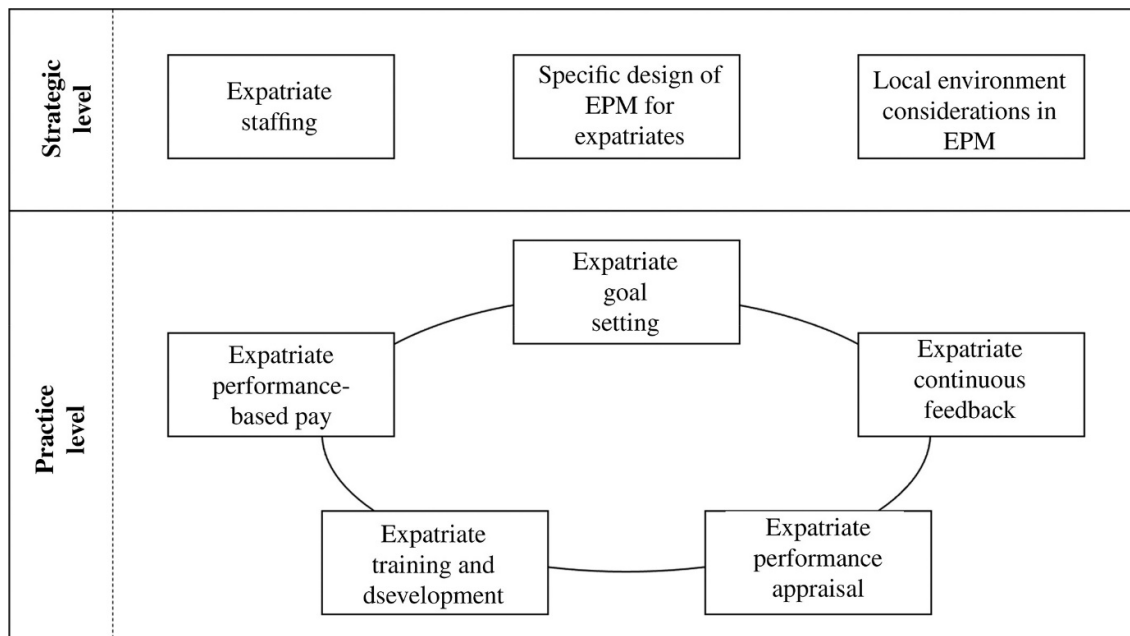 Strategic
level
Expatriate
staffing
Specific design of
EPM for
expatriates
Local environment
considerations in
EPM
Practice
level
Expatriate
goal
setting
Expatriate
performance-
based pay
Expatriate
continuous
feedback
Expatriate
training and
dsevelopment
Expatriate
performance
appraisal